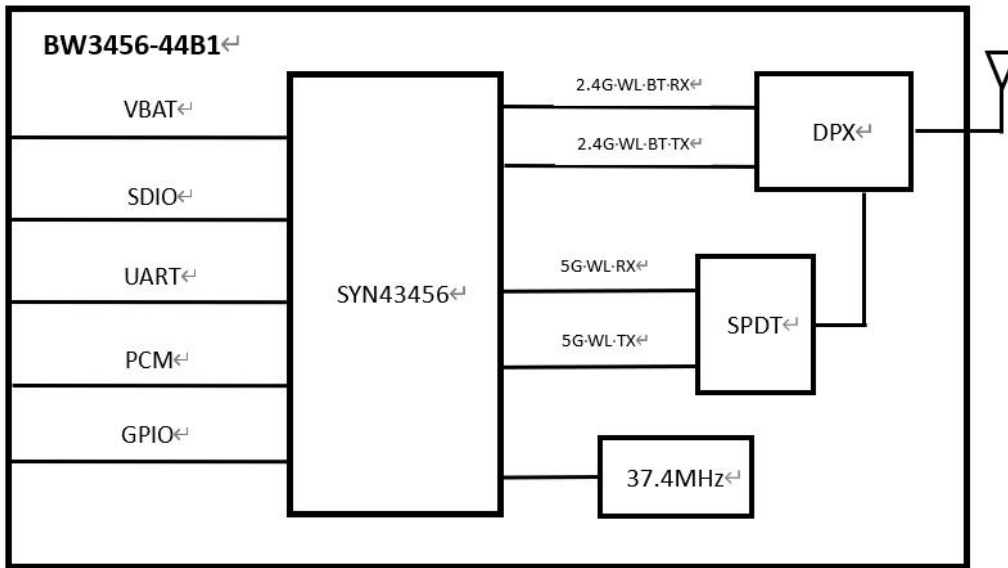 BW3456-44B1↵
VBAT↵
SDIO↵
UART↵
PCM↵
GPIO↵
SYN43456↵
2.4G·WL·BT·RX↵
2.4G·WL·BT·TX↵
DPX↵
5G·WL·RX↵
5G·WL·TX↵
SPDT↵
37.4MHz↵